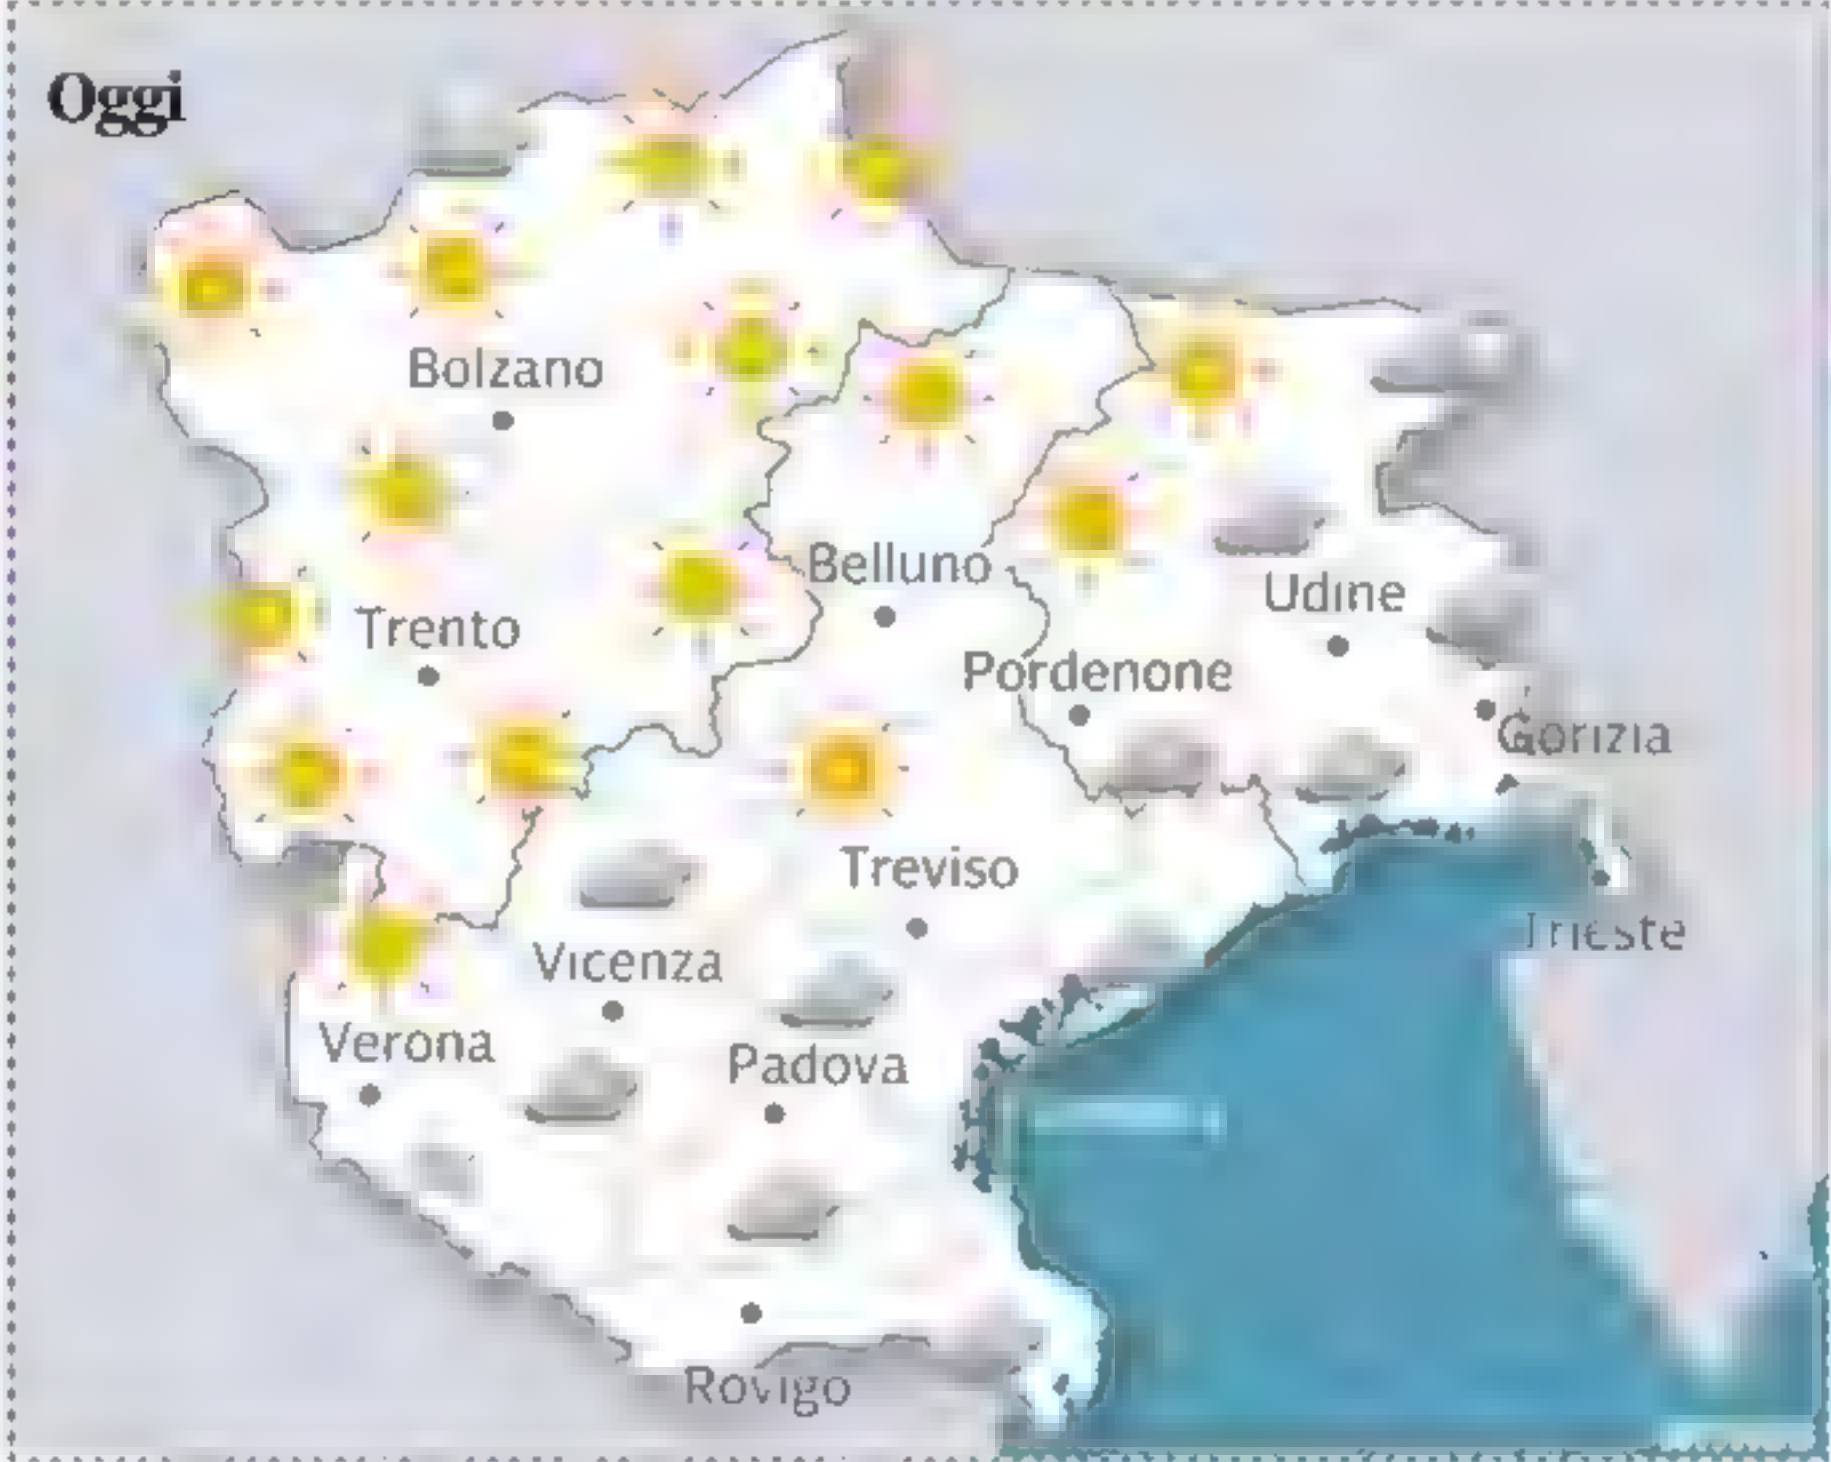 Oggi
Bolzano
Belluno
Udine
Trento
Pordenone
Gorizia
Treviso
Trieste
Vicenza
Verona
Padova
Rovigo